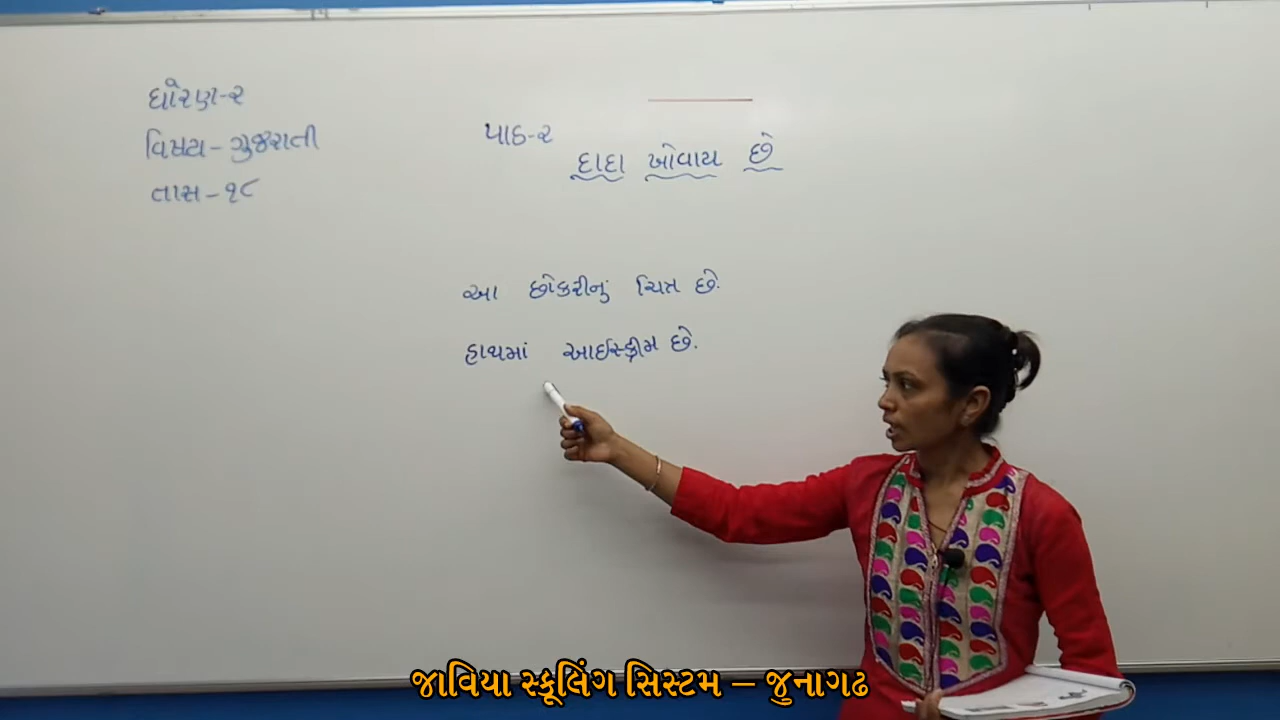 ધોરણ-૨
વિષય - ગુજરાતી
તાસ - ૧૮
પાઠ-૨
દાદા ખોવાય છે
આ છોકરીનું ચિત્ર છે.
હાથમાં આઈસ્ક્રીમ છે.
જાવિયા સ્કૂલિંગ સિસ્ટમ – જુનાગઢ